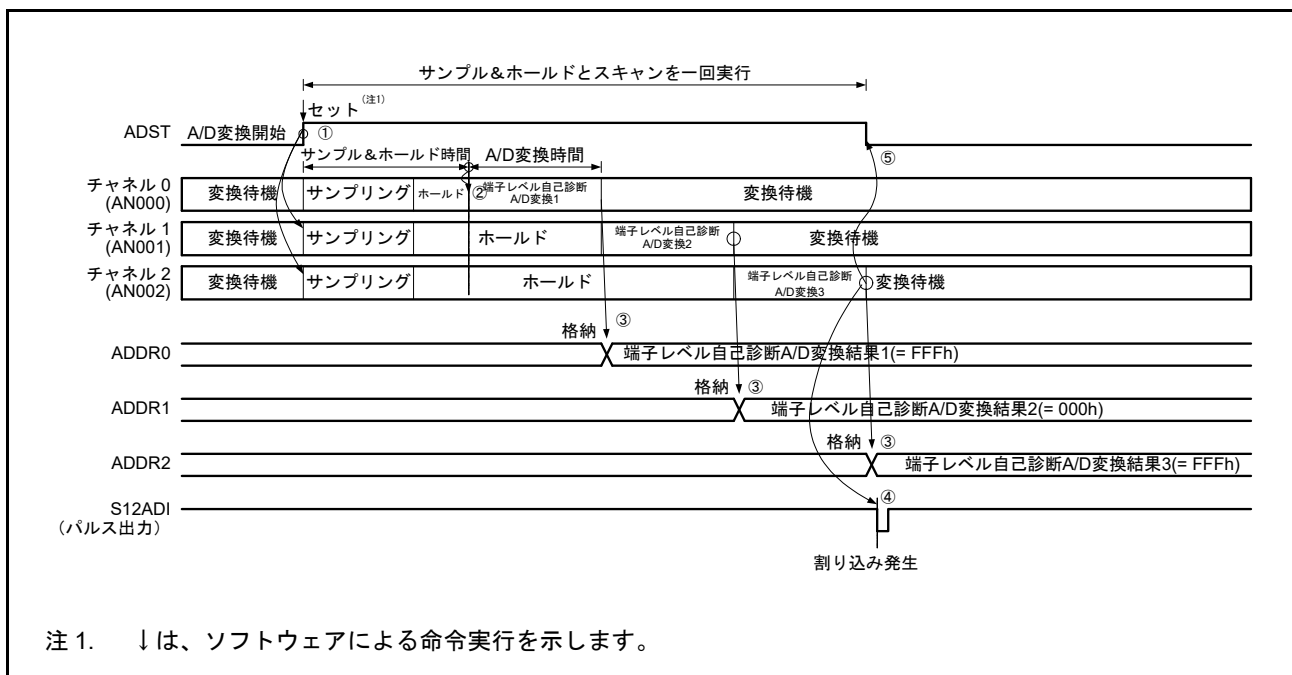 サンプル＆ホールドとスキャンを一回実行
セット(注1)
ADST A/D変換開始 ①
サンプル＆ホールド時間 A/D変換時間 ⑤
チャネル0
(AN000)
変換待機 サンプリング ホールド ② 端子レベル自己診断
A/D変換1
変換待機
チャネル1
(AN001)
変換待機 サンプリング ホールド 端子レベル自己診断
A/D変換2
変換待機
チャネル2
(AN002)
変換待機 サンプリング ホールド 端子レベル自己診断
A/D変換3
変換待機
格納 ③
ADDR0 端子レベル自己診断A/D変換結果1(= FFFh)
格納 ③
ADDR1 端子レベル自己診断A/D変換結果2(= 000h)
格納 ③
ADDR2 端子レベル自己診断A/D変換結果3(= FFFh)
S12ADI
(パルス出力)
④
割り込み発生
注1. ↓は、ソフトウェアによる命令実行を示します。